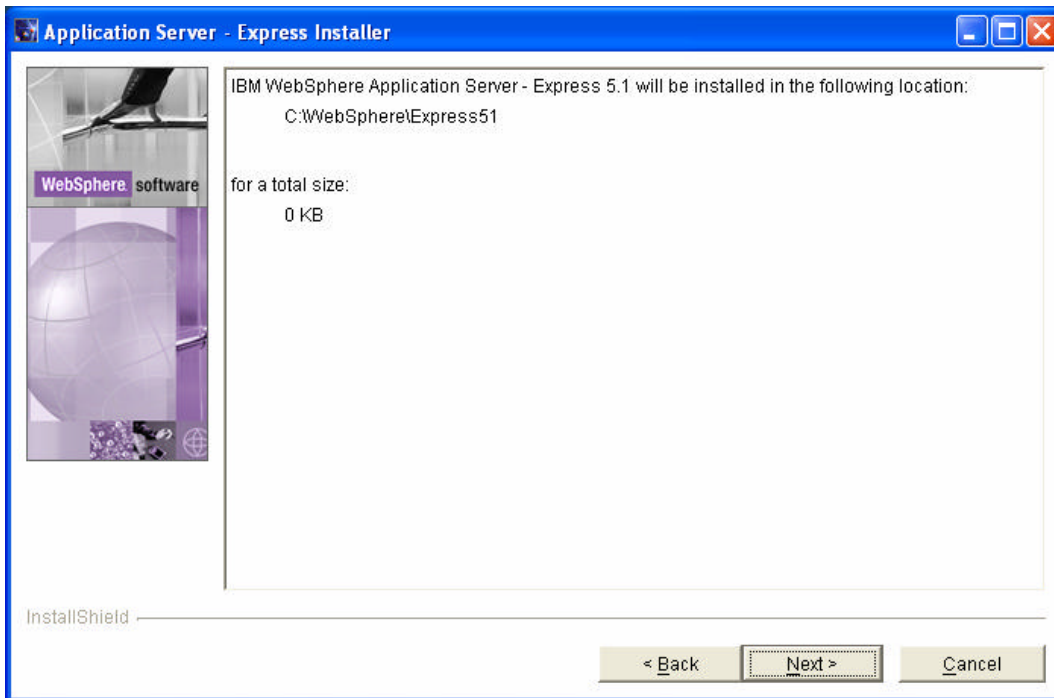 Application Server - Express Installer
IBM WebSphere Application Server - Express 5.1 will be installed in the following location:
C:\WebSphere\Express51
WebSphere software
for a total size:
0 KB
InstallShield
< Back
Next >
Cancel